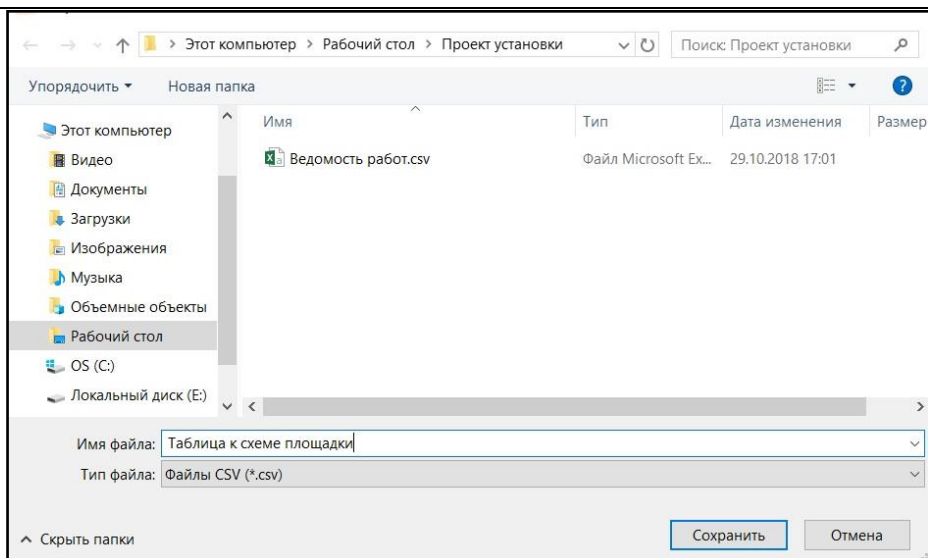 Этот компьютер > Рабочий стол > Проект установки
Поиск: Проект установки
Упорядочить
Новая папка
Имя
Тип
Дата изменения
Размер
Этот компьютер
Видео
Документы
Загрузки
Изображения
Музыка
Объемные объекты
Рабочий стол
OS (C:)
Локальный диск (E:)
Ведомость работ.csv
Файл Microsoft Ex...
29.10.2018 17:01
Имя файла: Таблица к схеме площадки
Тип файла: Файлы CSV (*.csv)
Скрыть папки
Сохранить
Отмена